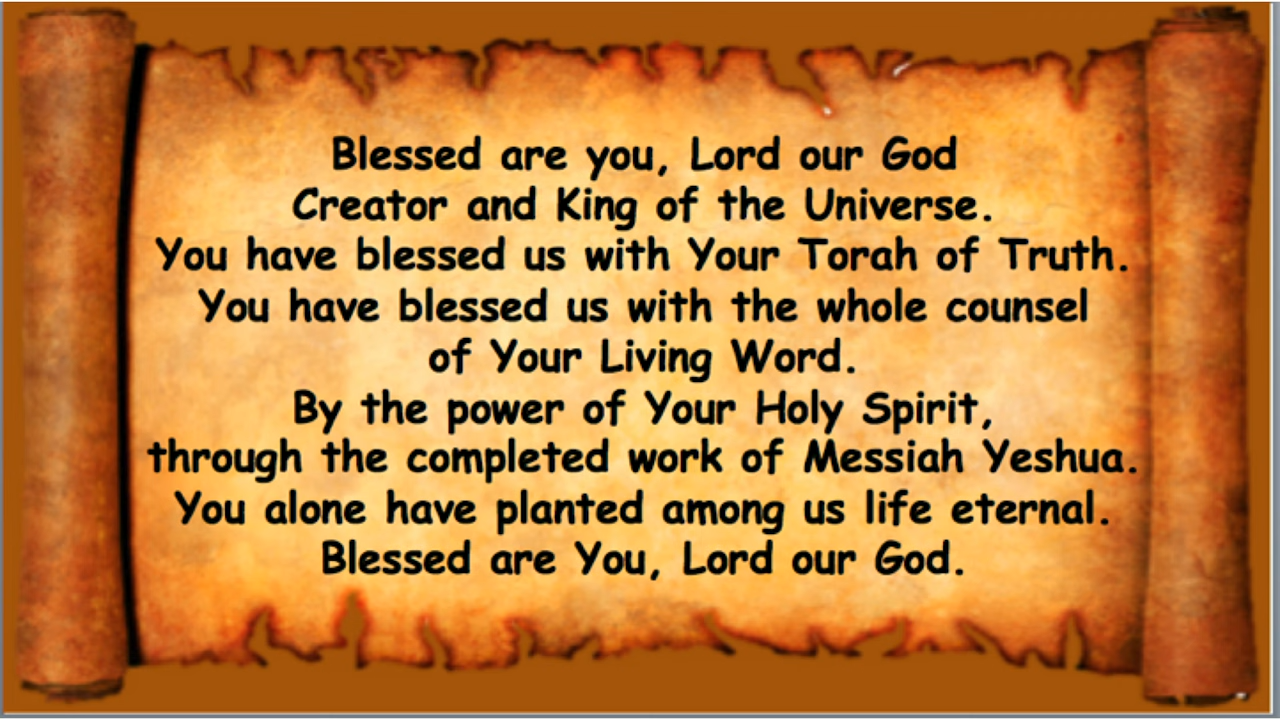 Blessed are you, Lord our God
Creator and King of the Universe.
You have blessed us with Your Torah of Truth.
You have blessed us with the whole counsel
of Your Living Word.
By the power of Your Holy Spirit,
through the completed work of Messiah Yeshua.
You alone have planted among us life eternal.
Blessed are You, Lord our God.